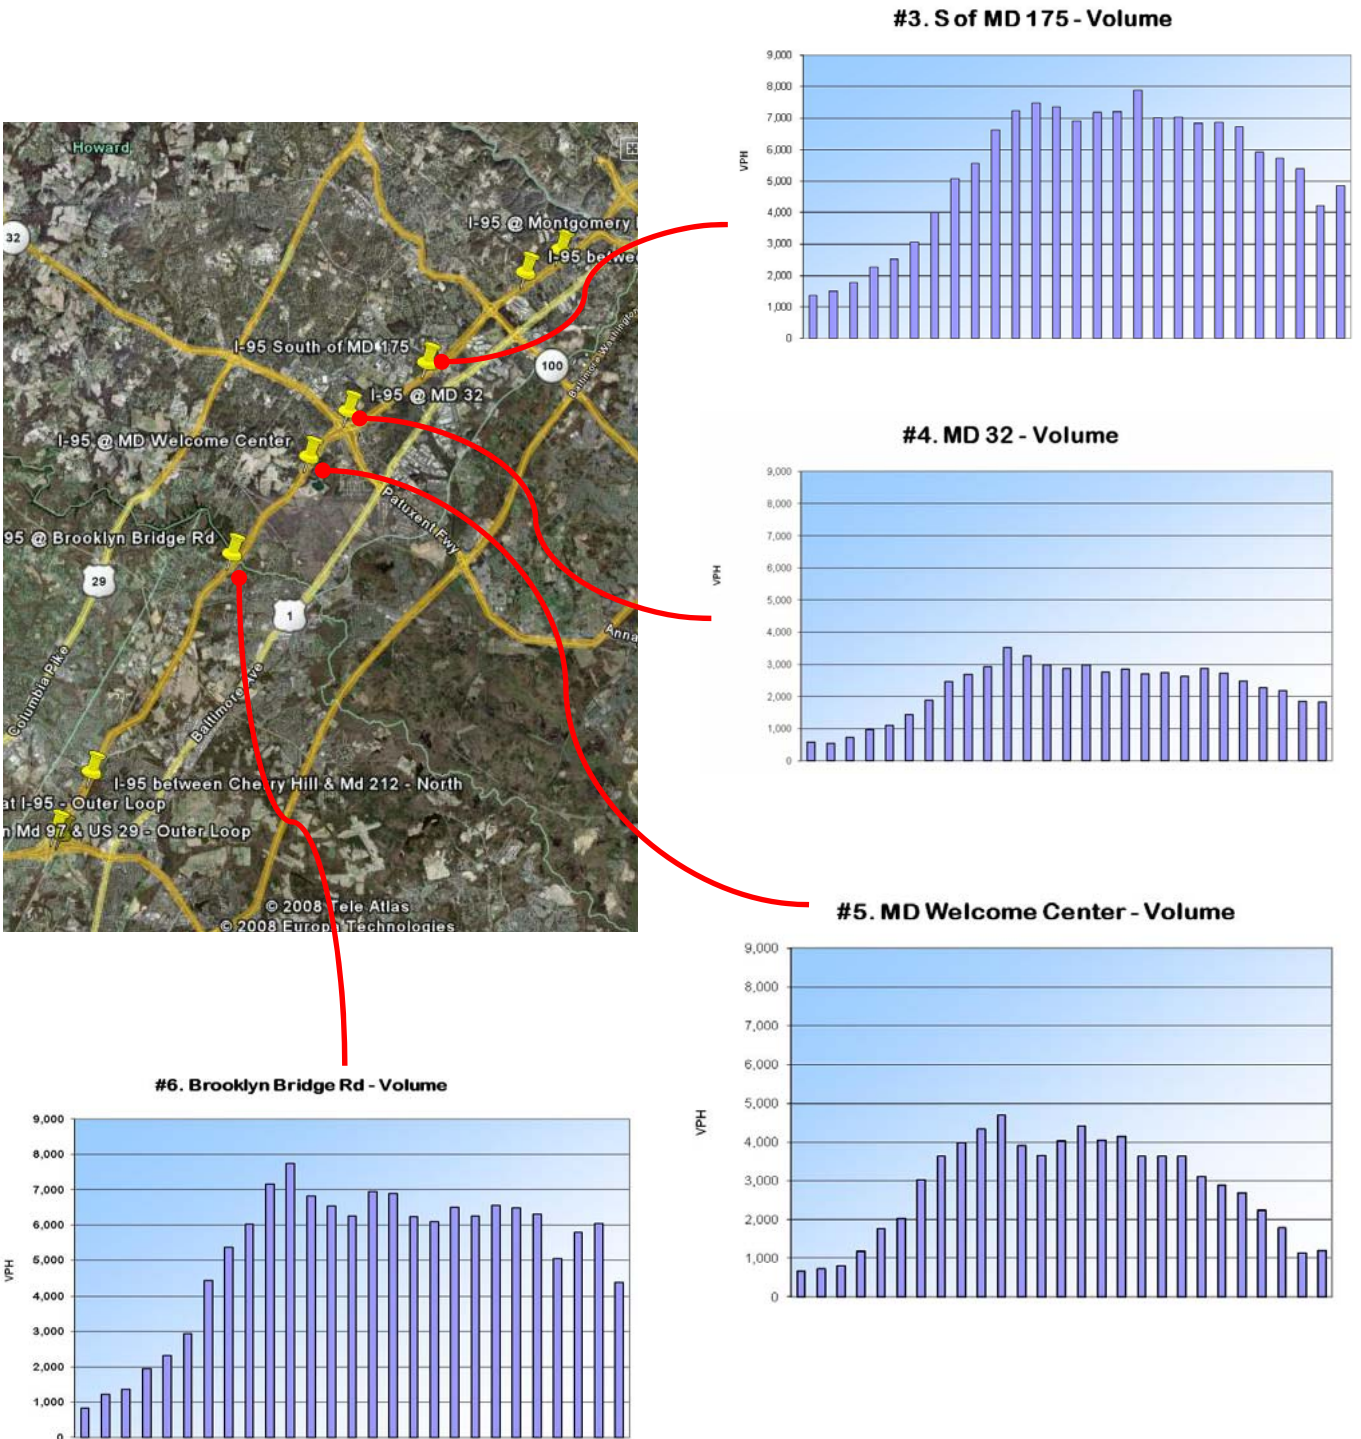 #3. S of MD 175 - Volume
9,000
8,000
7,000
6,000
5,000
4,000
3,000
2,000
1,000
0
VPH
Howard
32
I-95 @ Montgomery
I-95 betwee
I-95 South of MD 175
100
Baltimore Washington
I-95 @ MD 32
I-95 @ MD Welcome Center
Patuxent Fwy
95 @ Brooklyn Bridge Rd
29
1
Anna
Columbia Pike
Baltimore Ave
I-95 between Cherry Hill & Md 212 - North
at I-95 - Outer Loop
n Md 97 & US 29 - Outer Loop
© 2008 Tele Atlas
© 2008 Europa Technologies
#4. MD 32 - Volume
9,000
8,000
7,000
6,000
5,000
4,000
3,000
2,000
1,000
0
VPH
#5. MD Welcome Center - Volume
9,000
8,000
7,000
6,000
5,000
4,000
3,000
2,000
1,000
0
VPH
#6. Brooklyn Bridge Rd - Volume
9,000
8,000
7,000
6,000
5,000
4,000
3,000
2,000
1,000
0
VPH